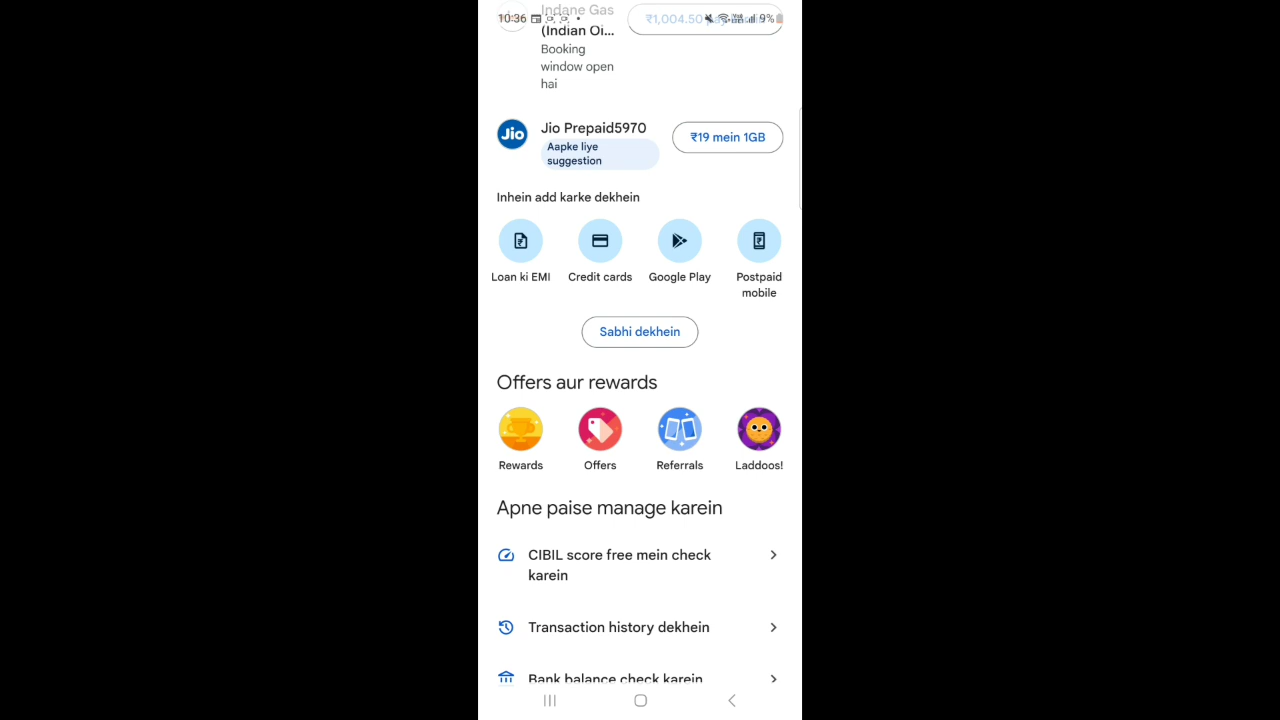 Indane Gas
10:36
9%
₹1,004.50
(Indian Oi...
Booking
window open
hai
Jio
Jio Prepaid5970
₹19 mein 1GB
Aapke liye
suggestion
Inhein add karke dekhein
Loan ki EMI
Credit cards
Google Play
Postpaid
mobile
Sabhi dekhein
Offers aur rewards
Rewards
Offers
Referrals
Laddoos!
Apne paise manage karein
CIBIL score free mein check
karein
Transaction history dekhein
Bank balance check karein